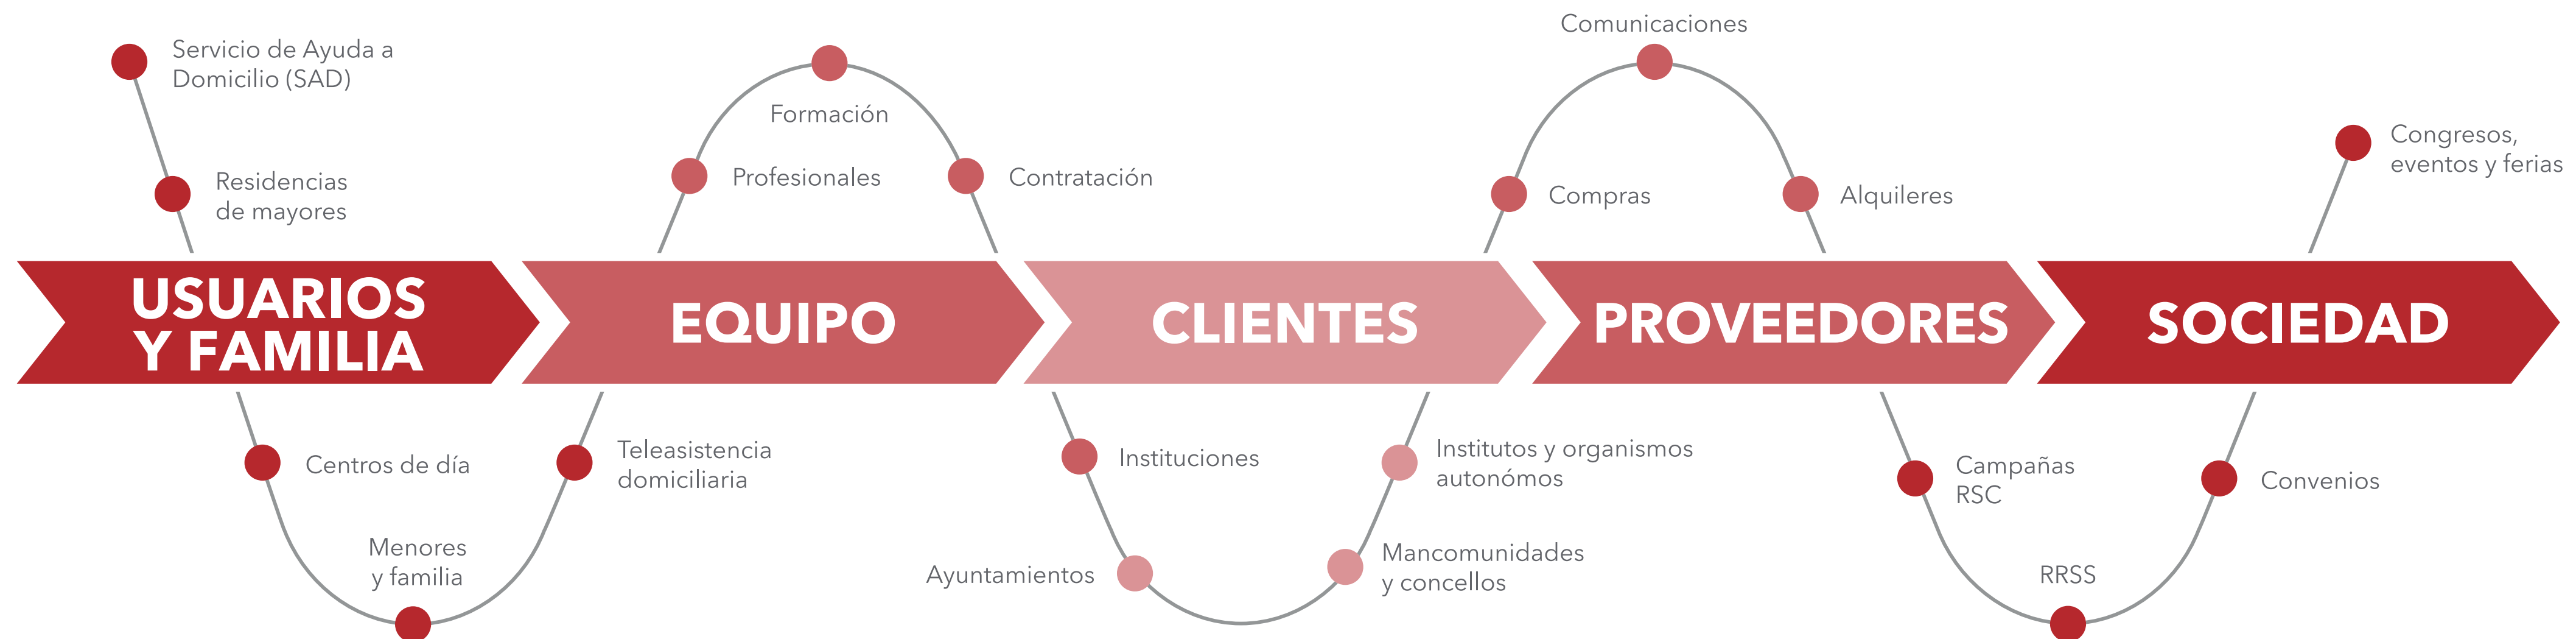 Servicio de Ayuda a
Domicilio (SAD)
Residencias
de mayores
Formación
Profesionales
Contratación
Comunicaciones
Compras
Alquileres
Congresos,
eventos y ferias
USUARIOS
Y FAMILIA
EQUIPO
CLIENTES
PROVEEDORES
SOCIEDAD
Centros de día
Menores
y familia
Teleasistencia
domiciliaria
Instituciones
Ayuntamientos
Institutos y organismos
autonómos
Mancomunidades
y concellos
Campañas
RSC
RRSS
Convenios